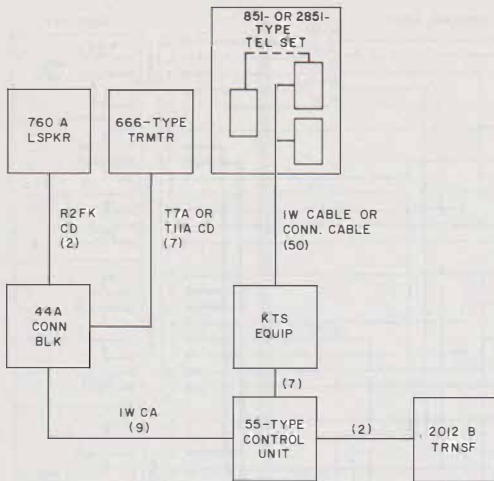 851- OR 2851-
TYPE
TEL SET
760 A
LSPKR
666-TYPE
TRMTR
R2FK
CD
(2)
T7A OR
T11A CD
(7)
IW CABLE OR
CONN. CABLE
(50)
44A
CONN
BLK
KTS
EQUIP
(7)
IW CA
(9)
55-TYPE
CONTROL
UNIT
(2)
2012 B
TRNSF